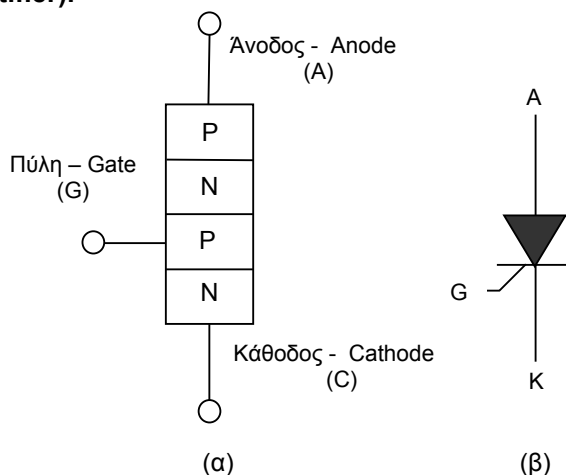 Άνοδος - Anode
(A)
P
N
P
N
Πύλη – Gate
(G)
Κάθοδος - Cathode
(C)
(α)
A
G
K
(β)